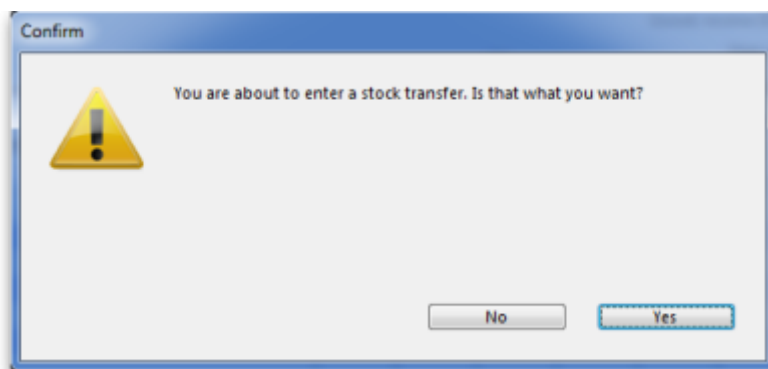 Confirm
You are about to enter a stock transfer. Is that what you want?
No
Yes